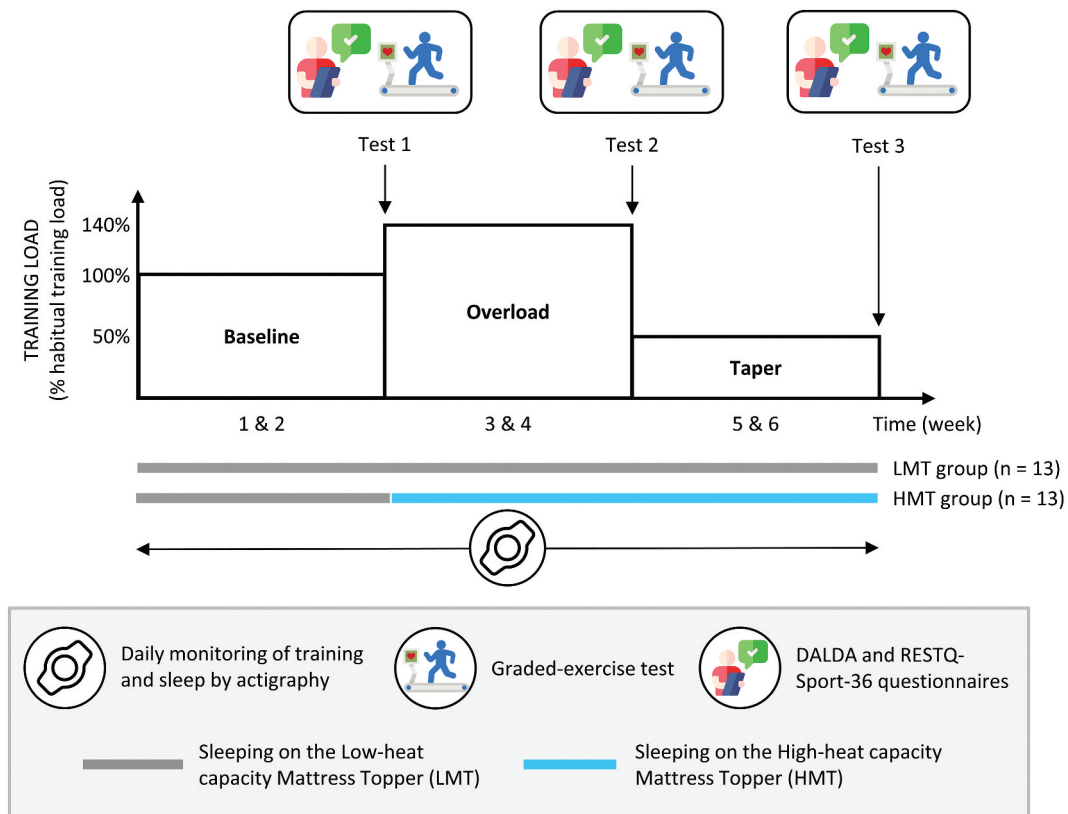 Test 1
Test 2
Test 3
TRAINING LOAD
(% habitual training load)
140%
100%
50%
Baseline
Overload
Taper
1 & 2
3 & 4
5 & 6
Time (week)
LMT group (n = 13)
HMT group (n = 13)
Daily monitoring of training
and sleep by actigraphy
Graded-exercise test
DALDA and RESTQ-
Sport-36 questionnaires
Sleeping on the Low-heat
capacity Mattress Topper (LMT)
Sleeping on the High-heat capacity
Mattress Topper (HMT)